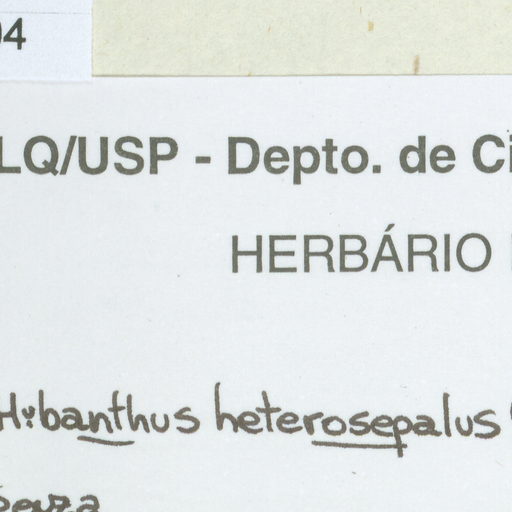 04
LQ/USP - Depto. de Ci
HERBÁRIO
Hybanthus heterosepalus